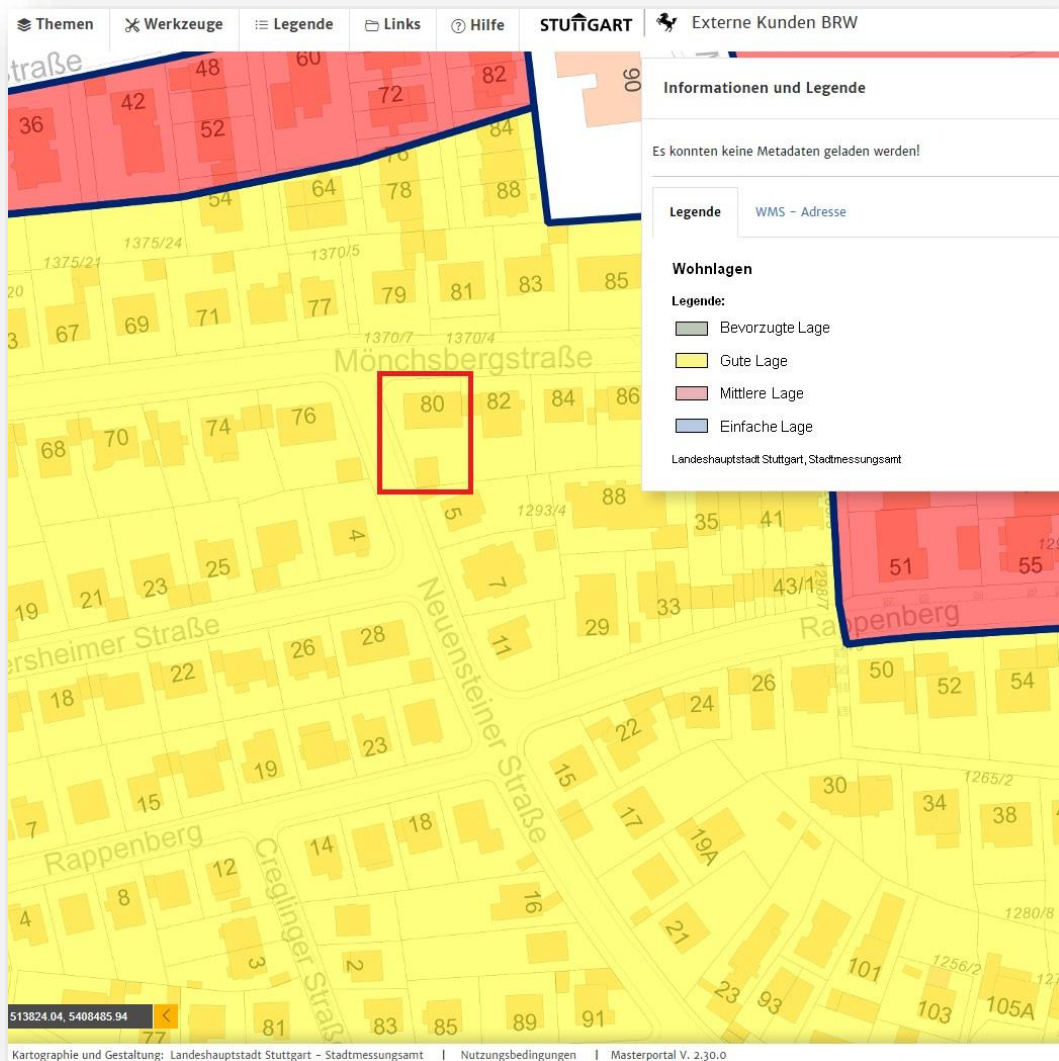 Themen Werkzeuge Legende Links Hilfe STUTTGART Externe Kunden BRW
Informationen und Legende
Es konnten keine Metadaten geladen werden!
Legende WMS - Adresse
Wohnlagen
Legende:
Bevorzugte Lage
Gute Lage
Mittlere Lage
Einfache Lage
Landeshauptstadt Stuttgart, Stadtmessungsamt
traße
48 60 82
36 42 72 90
52
84
76
54 64 78 88
1375/24
1375/21 1370/5
20
67 69 71 77 79 81 83 85
3
1370/7 1370/4
Mönchsbergstraße
80 82 84 86
68 70 74 76
5 1293/4 88 35 41
4
51 55
19 21 23 25 7 29 33 43/1 1298/7
Rappenberg
ersheimer Straße
Neuensteiner Straße
18 22 26 28 11
50 52 54
24 26
22
7 15 19 23 15 30 34 38
1265/2
Rappenberg
17 19A
4 8 12 14 18
Creglinger Straße
16 21 1280/8
3 2
101 1256/2
23 93 103 105A
513824.04, 5408485.94
77 81 83 85 89 91
Kartographie und Gestaltung: Landeshauptstadt Stuttgart - Stadtmessungsamt | Nutzungsbedingungen | Masterportal V. 2.30.0